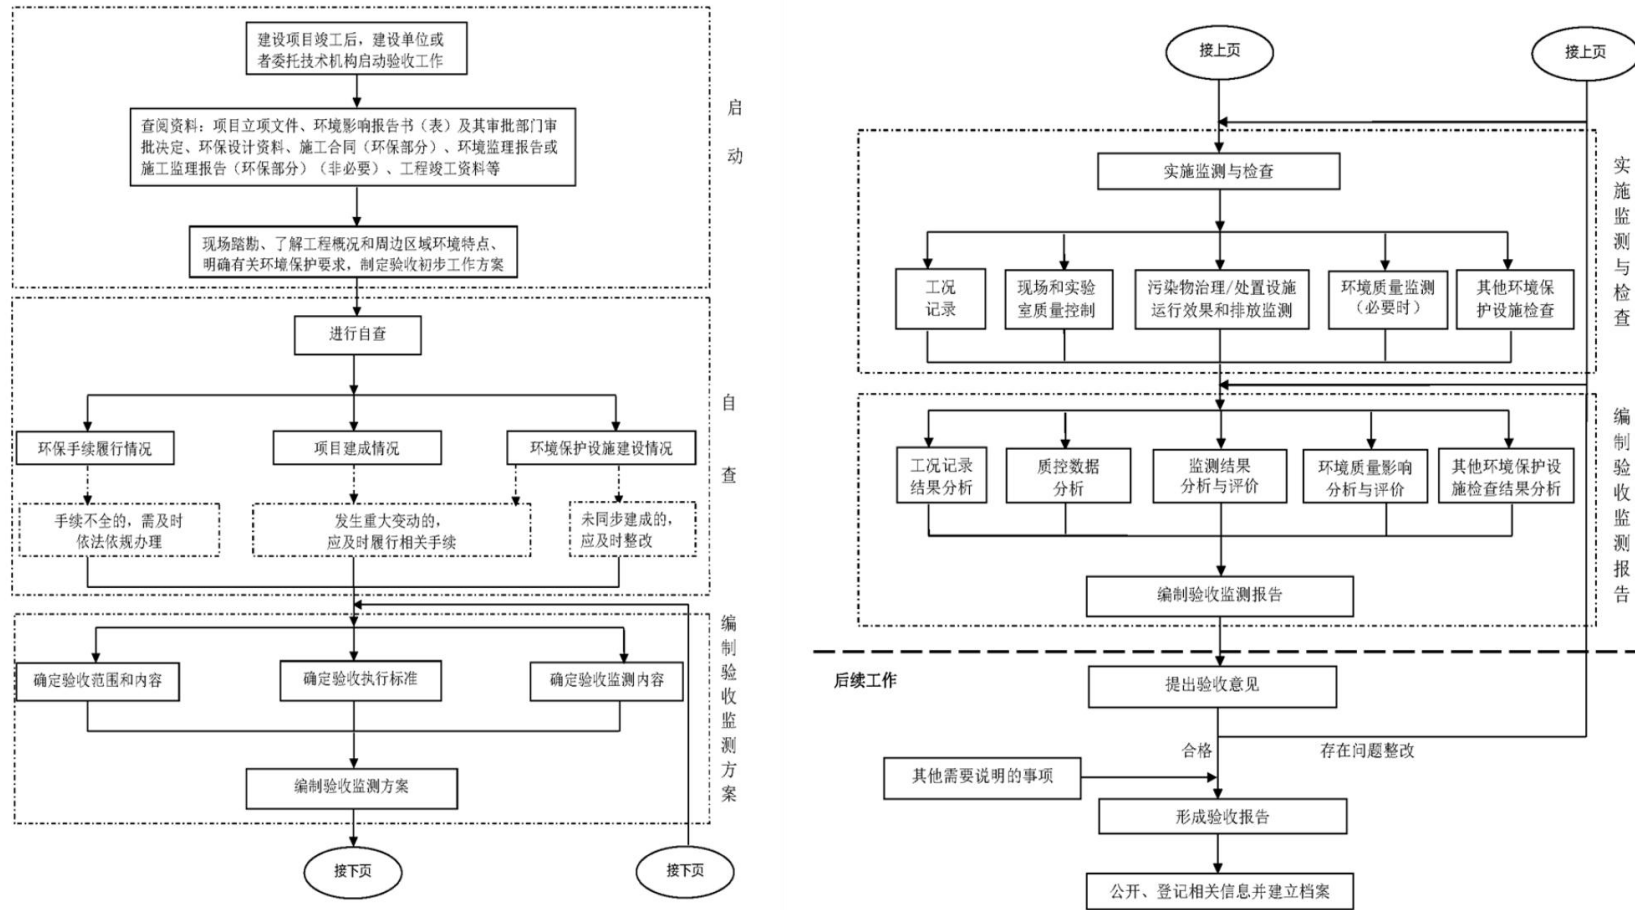 建设项目竣工后，建设单位或
者委托技术机构启动验收工作
查阅资料：项目立项文件、环境影响报告书（表）及其审批部门审
批决定、环保设计资料、施工合同（环保部分）、环境监理报告或
施工监理报告（环保部分）（非必要）、工程竣工资料等
现场踏勘、了解工程概况和周边区域环境特点、
明确有关环境保护要求，制定验收初步工作方案
启
动
进行自查
环保手续履行情况
项目建成情况
环境保护设施建设情况
手续不全的，需及时
依法依规办理
发生重大变动的，
应及时履行相关手续
未同步建成的，
应及时整改
自
查
确定验收范围和内容
确定验收执行标准
确定验收监测内容
编制验收监测方案
编
制
验
收
监
测
方
案
接下页
接下页
接上页
接上页
实施监测与检查
工况
记录
现场和实验
室质量控制
污染物治理/处置设施
运行效果和排放监测
环境质量监测
（必要时）
其他环境保
护设施检查
实
施
监
测
与
检
查
工况记录
结果分析
质控数据
分析
监测结果
分析与评价
环境质量影响
分析与评价
其他环境保护设
施检查结果分析
编制验收监测报告
编
制
验
收
监
测
报
告
后续工作
提出验收意见
合格
存在问题整改
其他需要说明的事项
形成验收报告
公开、登记相关信息并建立档案